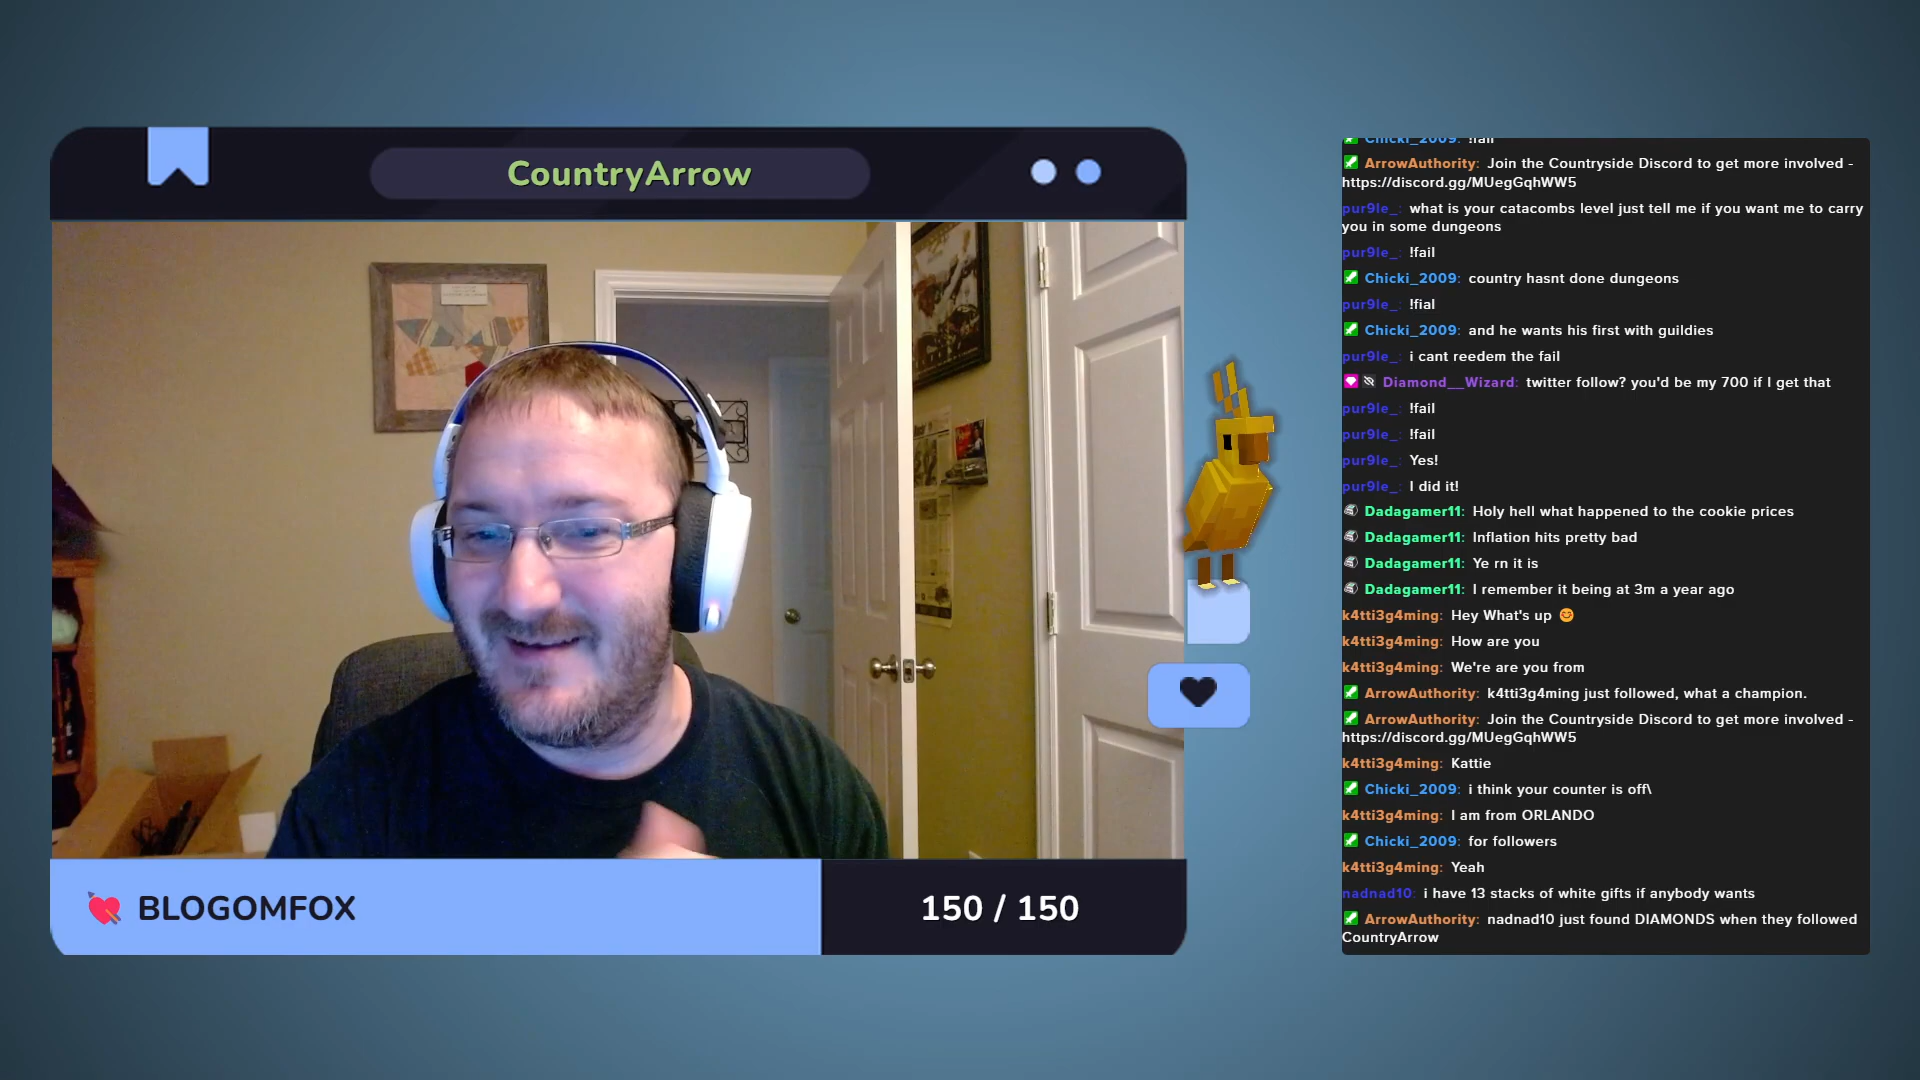 CountryArrow
BLOGOMFOX
150 / 150
Chicki_2009: !fail
ArrowAuthority: Join the Countryside Discord to get more involved -
https://discord.gg/MUegGqhWW5
pur9le_: what is your catacombs level just tell me if you want me to carry
you in some dungeons
pur9le_: !fail
Chicki_2009: country hasnt done dungeons
pur9le_: !fial
Chicki_2009: and he wants his first with guildies
pur9le_: i cant reedem the fail
Diamond__Wizard: twitter follow? you'd be my 700 if I get that
pur9le_: !fail
pur9le_: !fail
pur9le_: Yes!
pur9le_: I did it!
Dadagamer11: Holy hell what happened to the cookie prices
Dadagamer11: Inflation hits pretty bad
Dadagamer11: Ye rn it is
Dadagamer11: I remember it being at 3m a year ago
k4tti3g4ming: Hey What's up 😊
k4tti3g4ming: How are you
k4tti3g4ming: We're are you from
ArrowAuthority: k4tti3g4ming just followed, what a champion.
ArrowAuthority: Join the Countryside Discord to get more involved -
https://discord.gg/MUegGqhWW5
k4tti3g4ming: Kattie
Chicki_2009: i think your counter is off\
k4tti3g4ming: I am from ORLANDO
Chicki_2009: for followers
k4tti3g4ming: Yeah
nadnad10: i have 13 stacks of white gifts if anybody wants
ArrowAuthority: nadnad10 just found DIAMONDS when they followed
CountryArrow